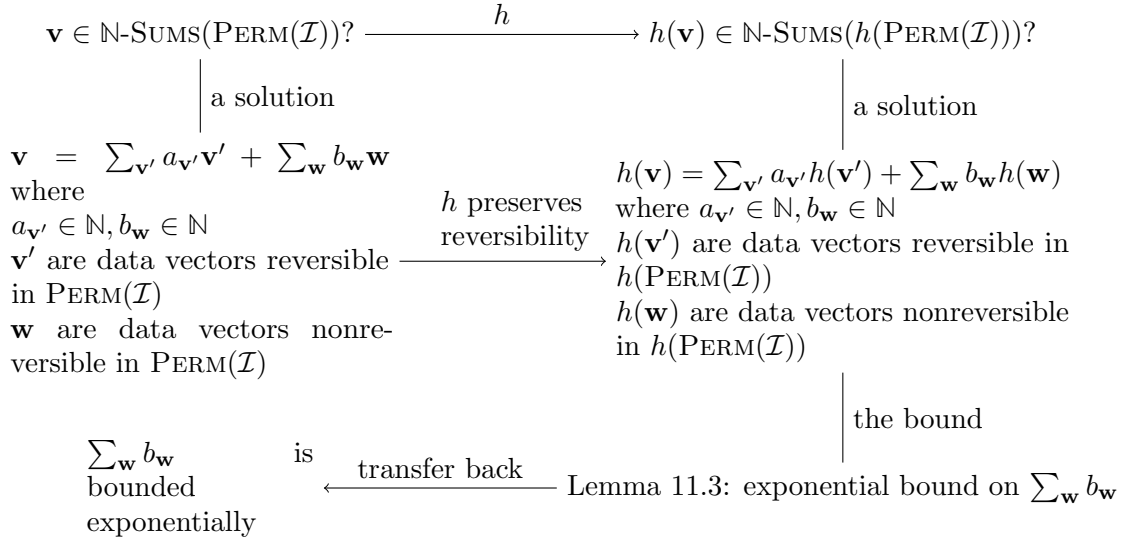 v ∈ ℕ-SUMS(PERM(ℐ))?
h
h(v) ∈ ℕ-SUMS(h(PERM(ℐ)))?
a solution
a solution
v = ∑_{v′} a_{v′}v′ + ∑_w b_w w
where
a_{v′} ∈ ℕ, b_w ∈ ℕ
v′ are data vectors reversible
in PERM(ℐ)
w are data vectors nonre-
versible in PERM(ℐ)
h preserves
reversibility
h(v) = ∑_{v′} a_{v′}h(v′) + ∑_w b_w h(w)
where a_{v′} ∈ ℕ, b_w ∈ ℕ
h(v′) are data vectors reversible in
h(PERM(ℐ))
h(w) are data vectors nonreversible
in h(PERM(ℐ))
the bound
∑_w b_w is
bounded
exponentially
transfer back
Lemma 11.3: exponential bound on ∑_w b_w